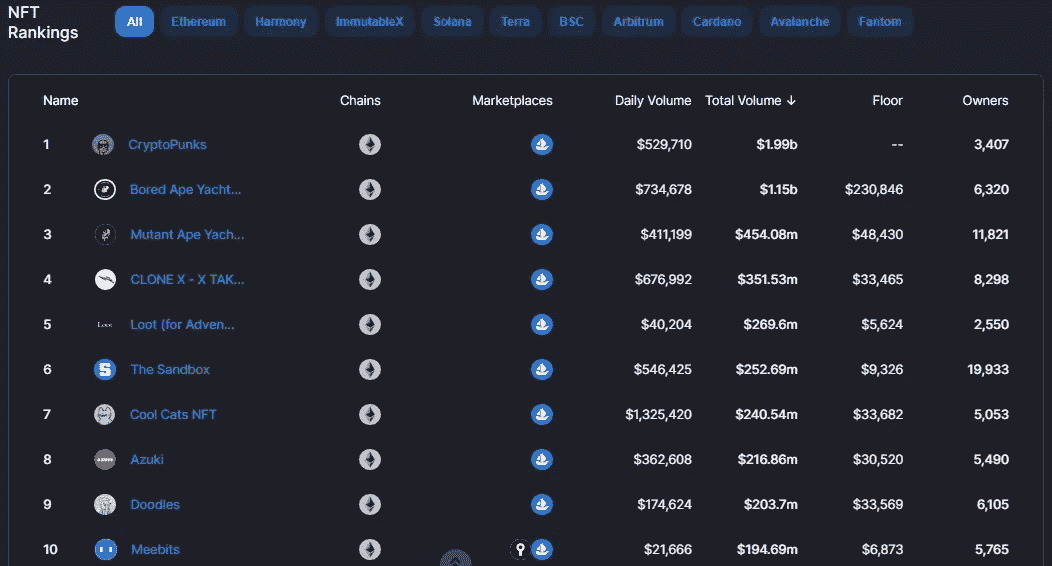 NFT Rankings All Ethereum Harmony ImmutableX Solana Terra BSC Arbitrum Cardano Avalanche Fantom
Name Chains Marketplaces Daily Volume Total Volume ↓ Floor Owners
1 CryptoPunks $529,710 $1.99b -- 3,407
2 Bored Ape Yacht... $734,678 $1.15b $230,846 6,320
3 Mutant Ape Yach... $411,199 $454.08m $48,430 11,821
4 CLONE X - X TAK... $676,992 $351.53m $33,465 8,298
5 Loot (for Adven... $40,204 $269.6m $5,624 2,550
6 The Sandbox $546,425 $252.69m $9,326 19,933
7 Cool Cats NFT $1,325,420 $240.54m $33,682 5,053
8 Azuki $362,608 $216.86m $30,520 5,490
9 Doodles $174,624 $203.7m $33,569 6,105
10 Meebits $21,666 $194.69m $6,873 5,765